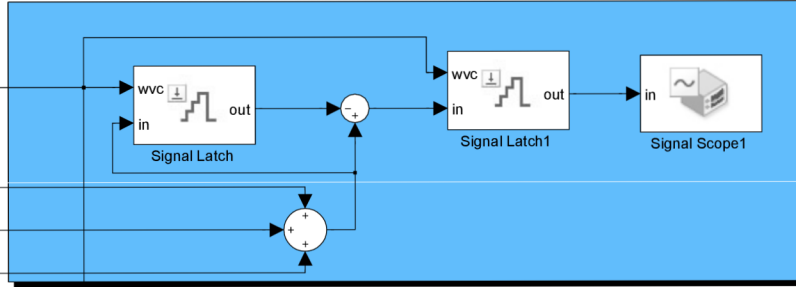 wvc
in
out
Signal Latch
−
+
wvc
in
out
Signal Latch1
in
Signal Scope1
+
+
+